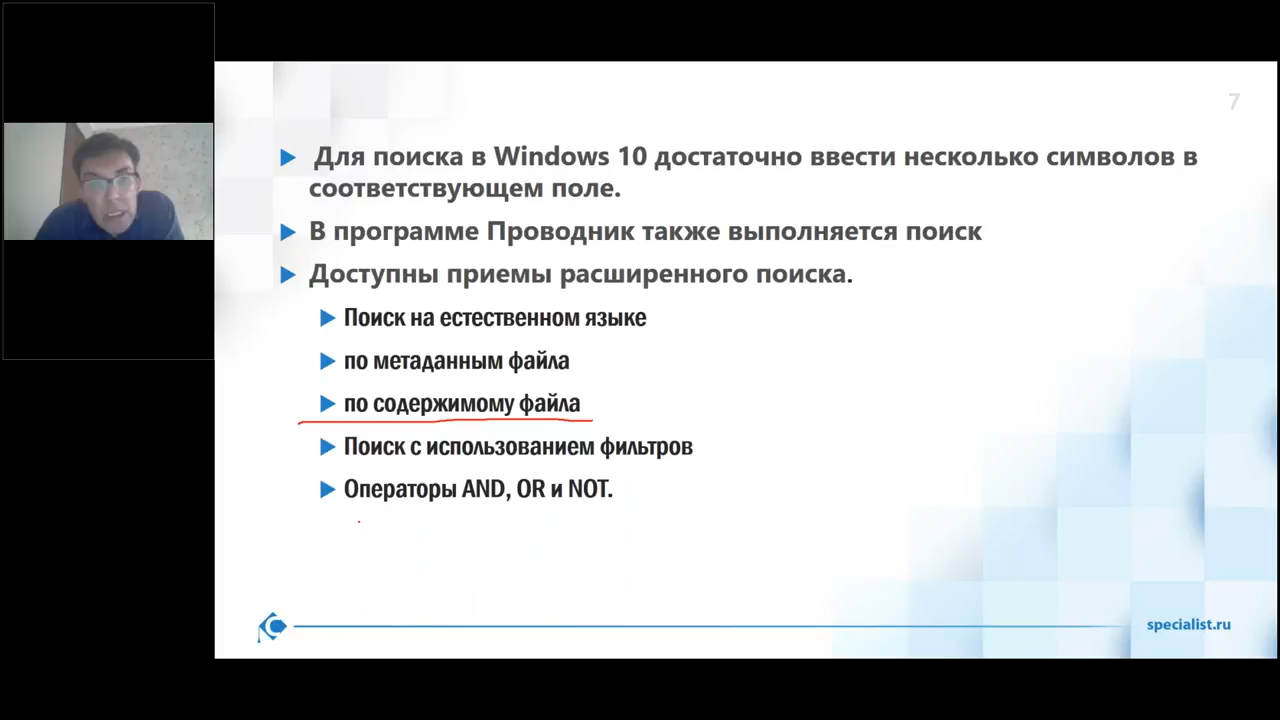 7
Для поиска в Windows 10 достаточно ввести несколько символов в
соответствующем поле.
В программе Проводник также выполняется поиск
Доступны приемы расширенного поиска.
Поиск на естественном языке
по метаданным файла
по содержимому файла
Поиск с использованием фильтров
Операторы AND, OR и NOT.
specialist.ru